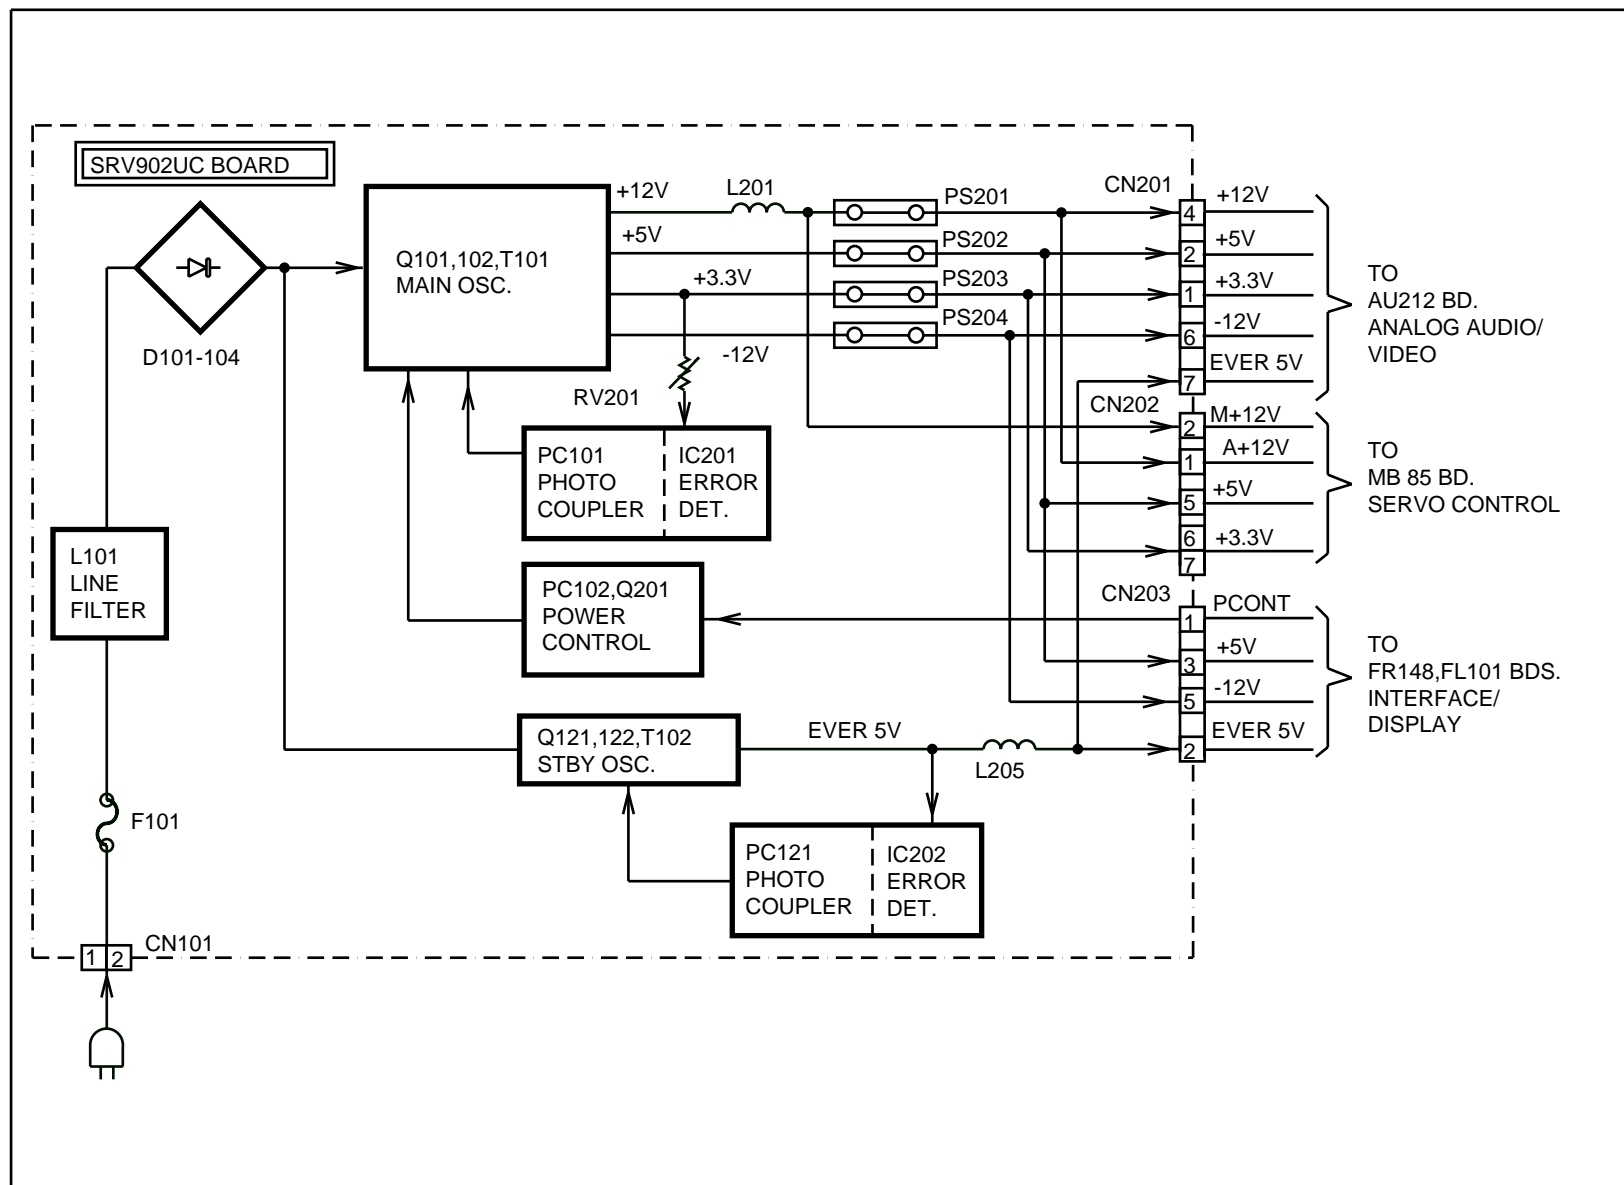 SRV902UC BOARD
D101-104
L101
LINE
FILTER
F101
CN101
1 2
Q101,102,T101
MAIN OSC.
+12V
+5V
+3.3V
-12V
L201
RV201
PS201
PS202
PS203
PS204
PC101
PHOTO
COUPLER
IC201
ERROR
DET.
PC102,Q201
POWER
CONTROL
Q121,122,T102
STBY OSC.
EVER 5V
L205
PC121
PHOTO
COUPLER
IC202
ERROR
DET.
CN201
4 +12V
2 +5V
1 +3.3V
6 -12V
7 EVER 5V
TO
AU212 BD.
ANALOG AUDIO/
VIDEO
CN202
2 M+12V
1 A+12V
5 +5V
6 +3.3V
7
TO
MB 85 BD.
SERVO CONTROL
CN203
1 PCONT
3 +5V
5 -12V
2 EVER 5V
TO
FR148,FL101 BDS.
INTERFACE/
DISPLAY